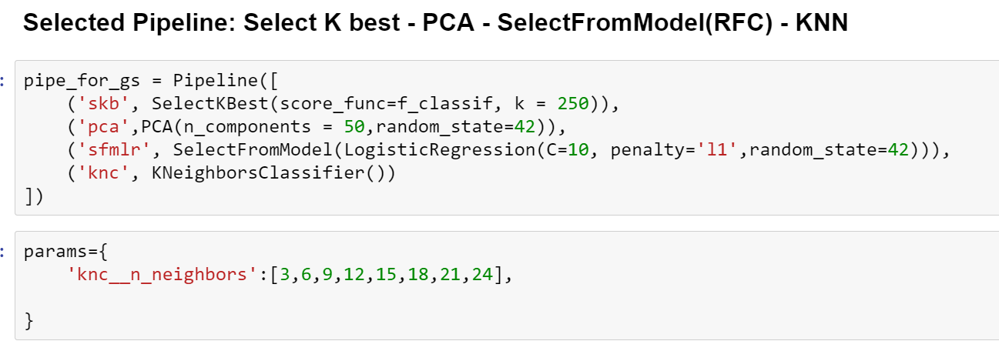 Selected Pipeline: Select K best - PCA - SelectFromModel(RFC) - KNN
: pipe_for_gs = Pipeline([
('skb', SelectKBest(score_func=f_classif, k = 250)),
('pca',PCA(n_components = 50,random_state=42)),
('sfmlr', SelectFromModel(LogisticRegression(C=10, penalty='l1',random_state=42))),
('knc', KNeighborsClassifier())
])
: params={
'knc__n_neighbors':[3,6,9,12,15,18,21,24],
}